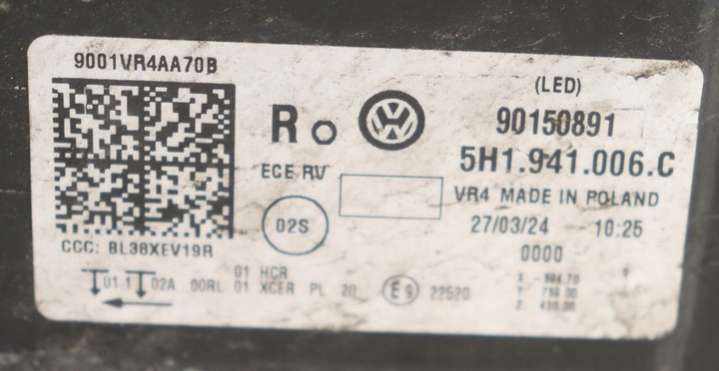 9001VR4AA70B
(LED)
R
90150891
5H1.941.006.C
ECE RV
VR4 MADE IN POLAND
02S
27/03/24 10:25
CCC: BL38XEV19R
0000
01 HCR
01 1 02A 00RL 01 XCER PL 20 E9 22520
X
Y
Z